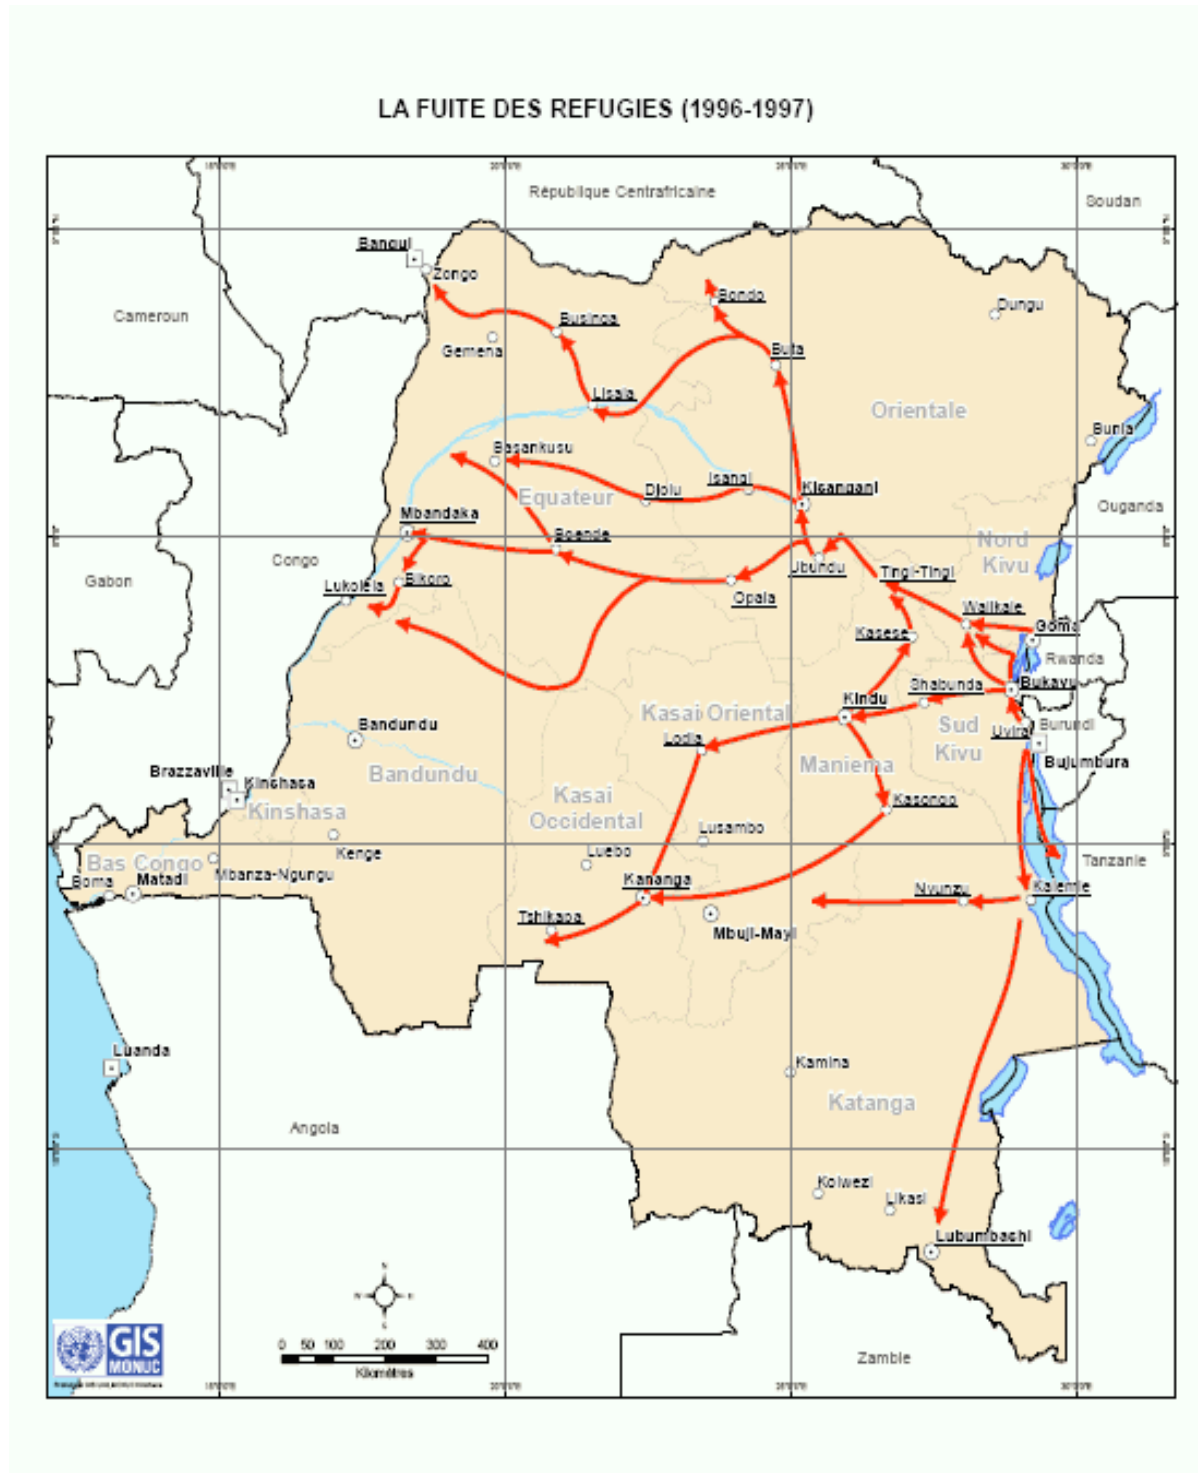 LA FUITE DES REFUGIES (1996-1997)
République Centrafricaine
Soudan
Bangui
Zongo
Bondo
Dungu
Cameroun
Businga
Gemena
Buta
Lisala
Orientale
Bunia
Basankusu
Isangi
Kisangani
Djolu
Equateur
Ouganda
Mbandaka
Boende
Nord
Kivu
Congo
Ubundu
Tingi-Tingi
Gabon
Lukolela
Bikoro
Opala
Walikale
Goma
Kasese
Rwanda
Shabunda
Bukavu
Kindu
Kasai Oriental
Sud
Kivu
Uvira
Burundi
Bandundu
Lodja
Bujumbura
Maniema
Brazzaville
Kinshasa
Bandundu
Kasai
Occidental
Kasongo
Kinshasa
Lusambo
Kenge
Luebo
Tanzanie
Bas Congo
Mbanza-Ngungu
Boma
Matadi
Kananga
Nyunzu
Kalemie
Tshikapa
Mbuji-Mayi
Luanda
Kamina
Katanga
Angola
Kolwezi
Likasi
Lubumbashi
Zambie
N
GIS
MONUC
0 50 100 200 300 400
Kilomètres